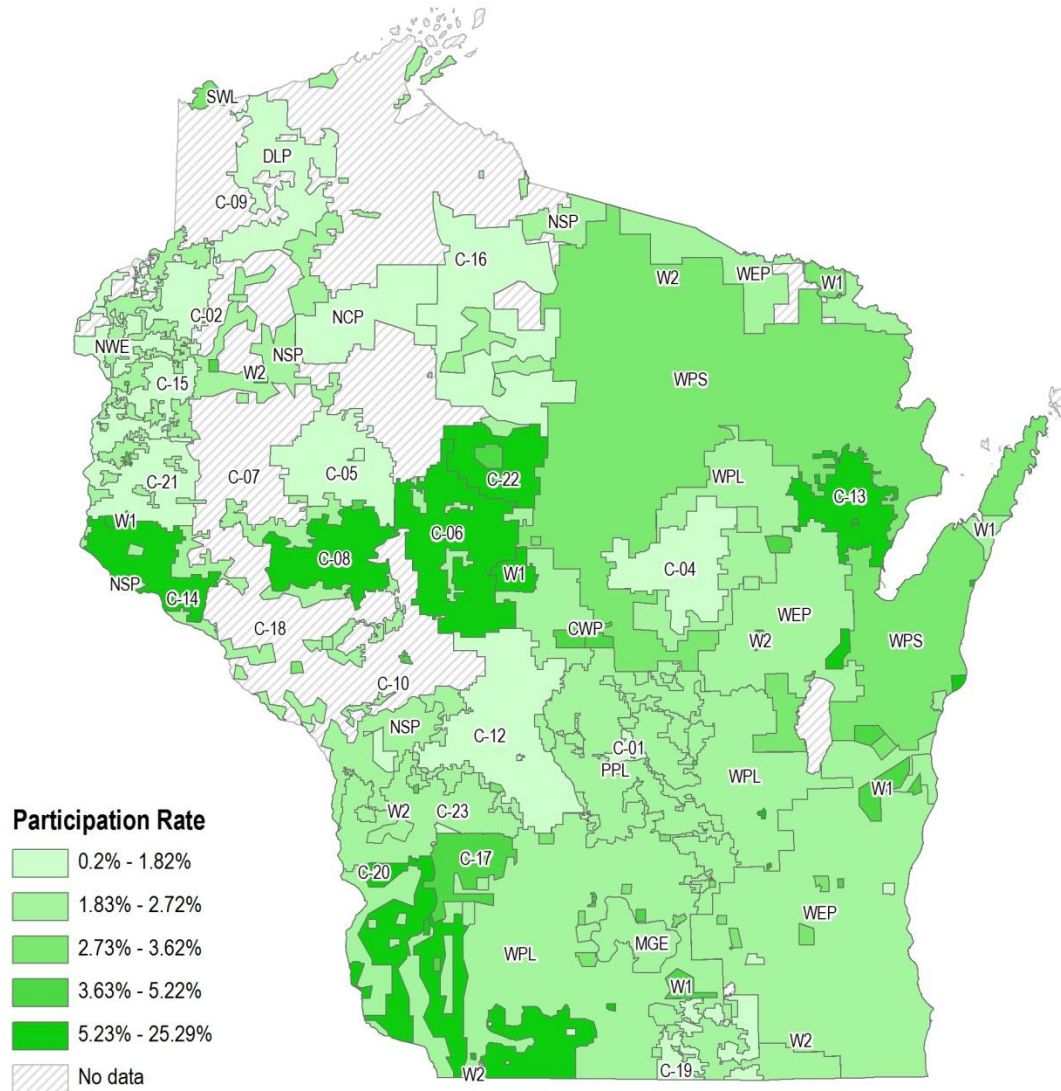 SWL
DLP
C-09
NSP
C-16
W2
WEP
W1
C-02
NCP
NWE
NSP
W2
C-15
WPS
C-21
C-07
C-05
C-22
WPL
C-13
W1
C-06
W1
C-08
W1
C-04
NSP
C-14
C-18
CWP
WEP
W2
WPS
C-10
NSP
C-12
C-01
PPL
WPL
W1
W2
C-23
C-17
C-20
WEP
WPL
MGE
W1
W2
C-19
W2
Participation Rate
0.2% - 1.82%
1.83% - 2.72%
2.73% - 3.62%
3.63% - 5.22%
5.23% - 25.29%
No data